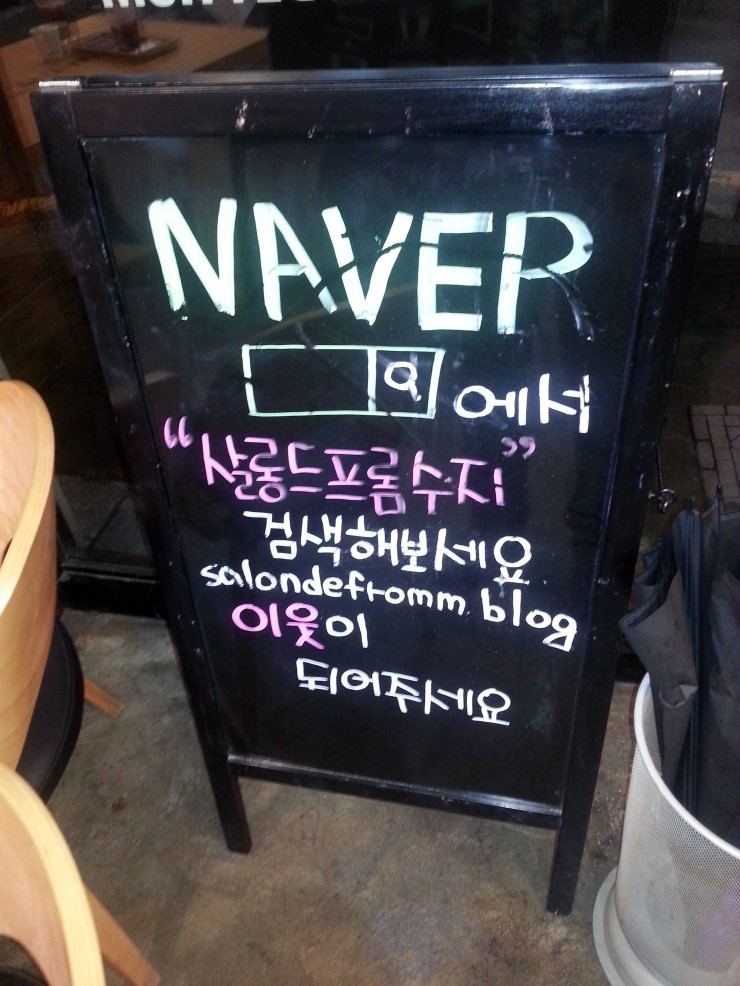 NAVER
에서
“살롱드프롬수지”
검색해보세요
salondefromm blog
이웃이
되어주세요